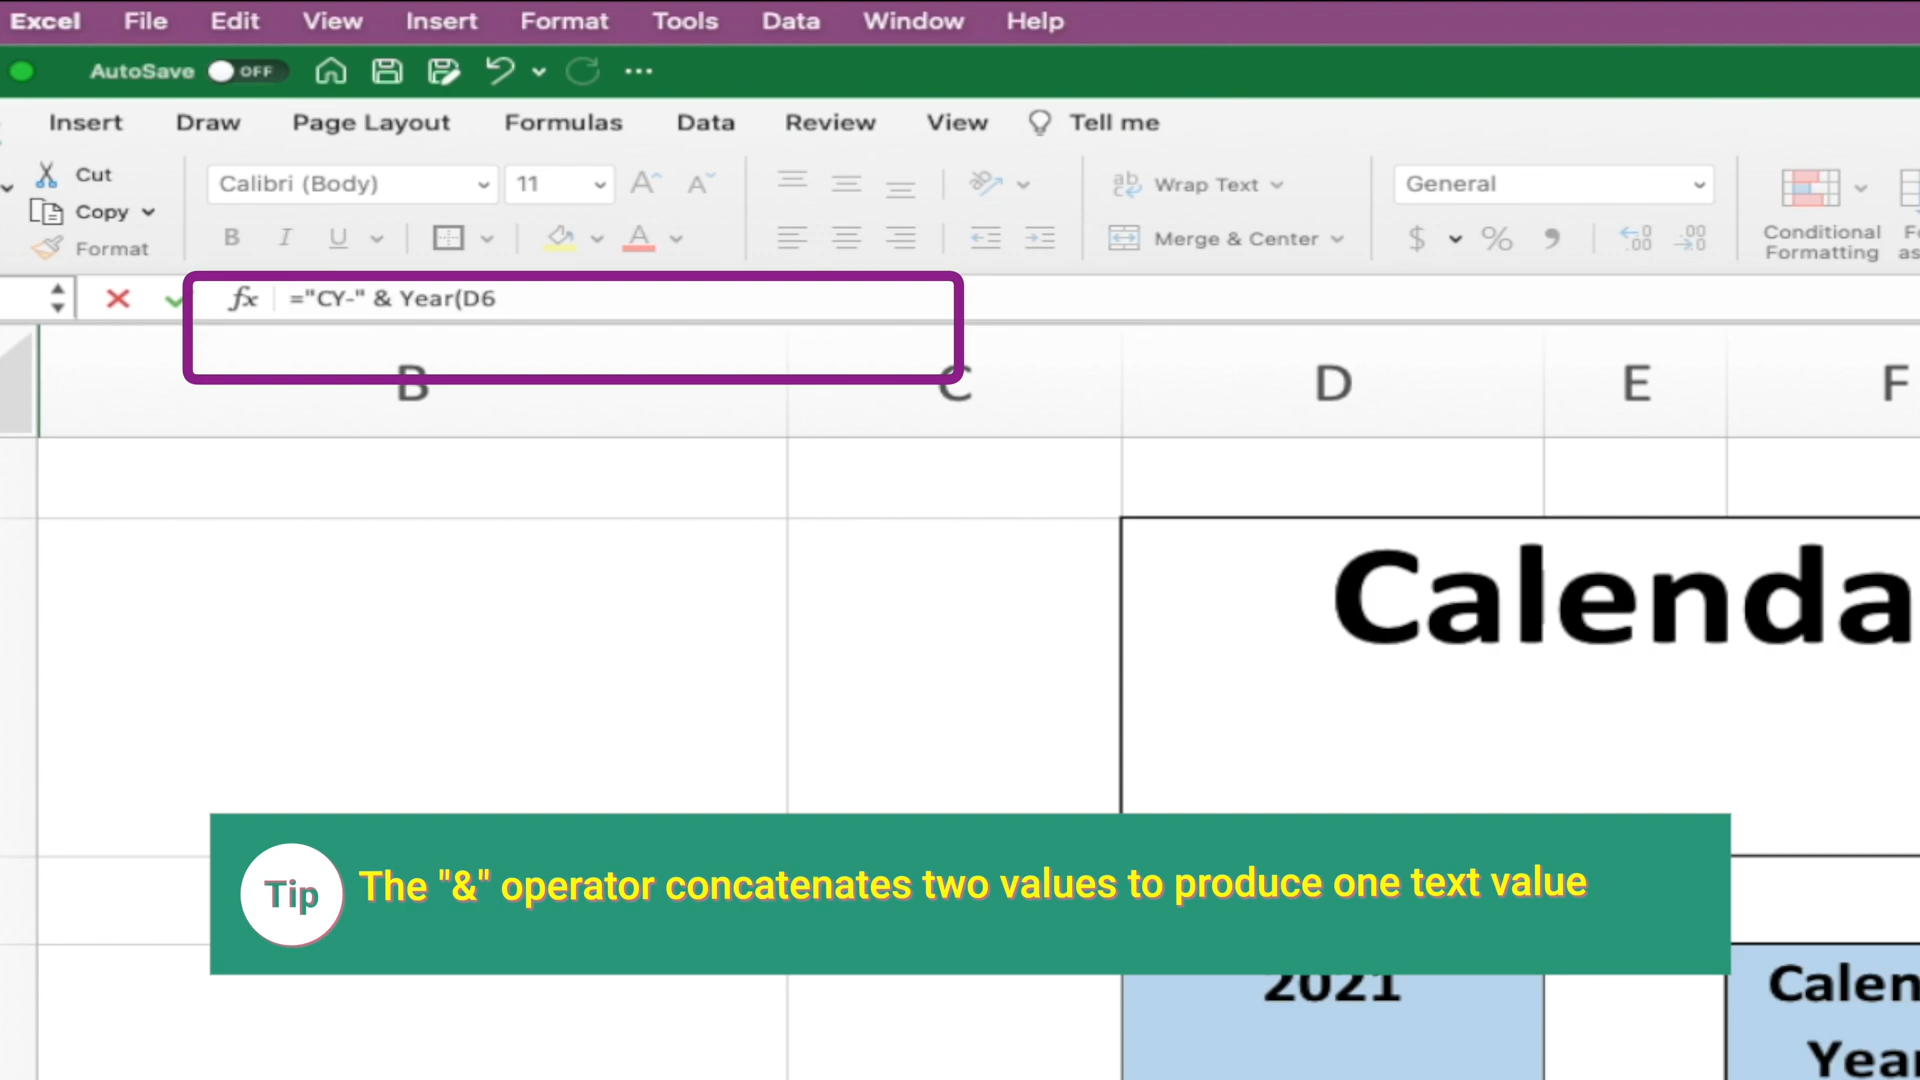 Excel File Edit View Insert Format Tools Data Window Help
AutoSave OFF
Insert Draw Page Layout Formulas Data Review View Tell me
Cut
Calibri (Body) 11
Wrap Text
General
Copy
Format
B I U
Merge & Center
$ %
Conditional
Formatting
fx ="CY-" & Year(D6
B C D E F
Calenda
Tip
The "&" operator concatenates two values to produce one text value
2021
Calen
Year